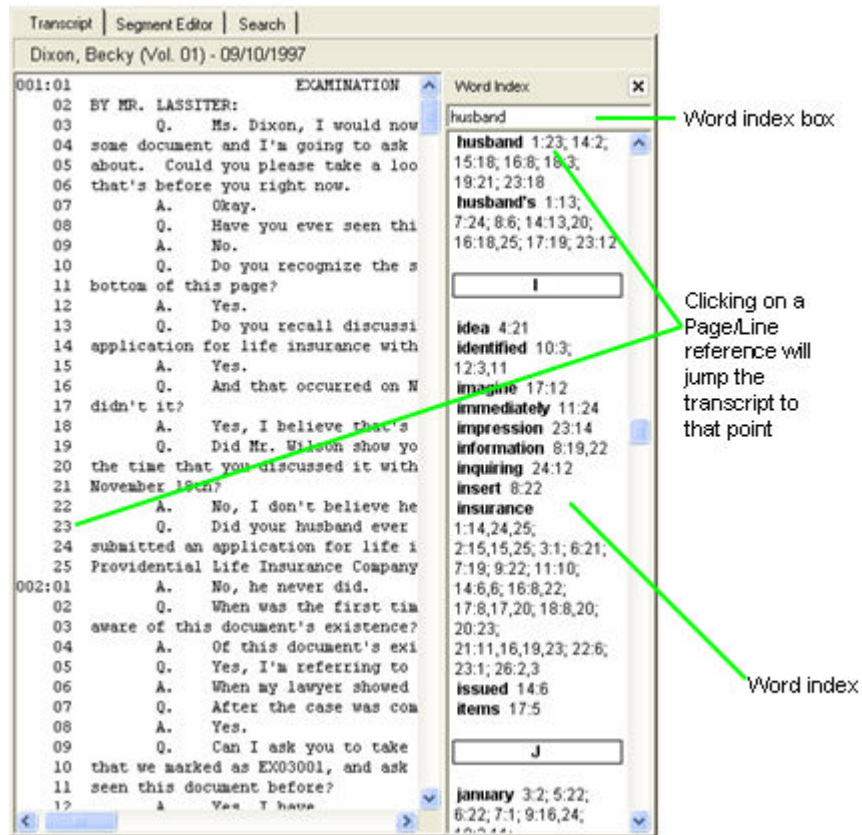 Transcript | Segment Editor | Search |
Dixon, Becky (Vol. 01) - 09/10/1997
001:01 EXAMINATION
02 BY MR. LASSITER:
03 Q. Ms. Dixon, I would now
04 some document and I'm going to ask
05 about. Could you please take a loo
06 that's before you right now.
07 A. Okay.
08 Q. Have you ever seen thi
09 A. No.
10 Q. Do you recognize the s
11 bottom of this page?
12 A. Yes.
13 Q. Do you recall discussi
14 application for life insurance with
15 A. Yes.
16 Q. And that occurred on N
17 didn't it?
18 A. Yes, I believe that's
19 Q. Did Mr. Wilson show yo
20 the time that you discussed it with
21 November 18th?
22 A. No, I don't believe he
23 Q. Did your husband ever
24 submitted an application for life i
25 Providential Life Insurance Company
002:01 A. No, he never did.
02 Q. When was the first tim
03 aware of this document's existence?
04 A. Of this document's exi
05 Q. Yes, I'm referring to
06 A. When my lawyer showed
07 Q. After the case was com
08 A. Yes.
09 Q. Can I ask you to take
10 that we marked as EX03001, and ask
11 seen this document before?
12 A Yes I have
Word Index
husband
husband 1:23; 14:2;
15:18; 16:8; 18:3;
19:21; 23:18
husband's 1:13;
7:24; 8:6; 14:13,20;
16:18,25; 17:19; 23:12
I
idea 4:21
identified 10:3;
12:3,11
imagine 17:12
immediately 11:24
impression 23:14
information 8:19,22
inquiring 24:12
insert 8:22
insurance
1:14,24,25;
2:15,15,25; 3:1; 6:21;
7:19; 9:22; 11:10;
14:6,6; 16:8,22;
17:8,17,20; 18:8,20;
20:23;
21:11,16,19,23; 22:6;
23:1; 26:2,3
issued 14:6
items 17:5
J
january 3:2; 5:22;
6:22; 7:1; 9:16,24;
Word index box
Clicking on a
Page/Line
reference will
jump the
transcript to
that point
Word index